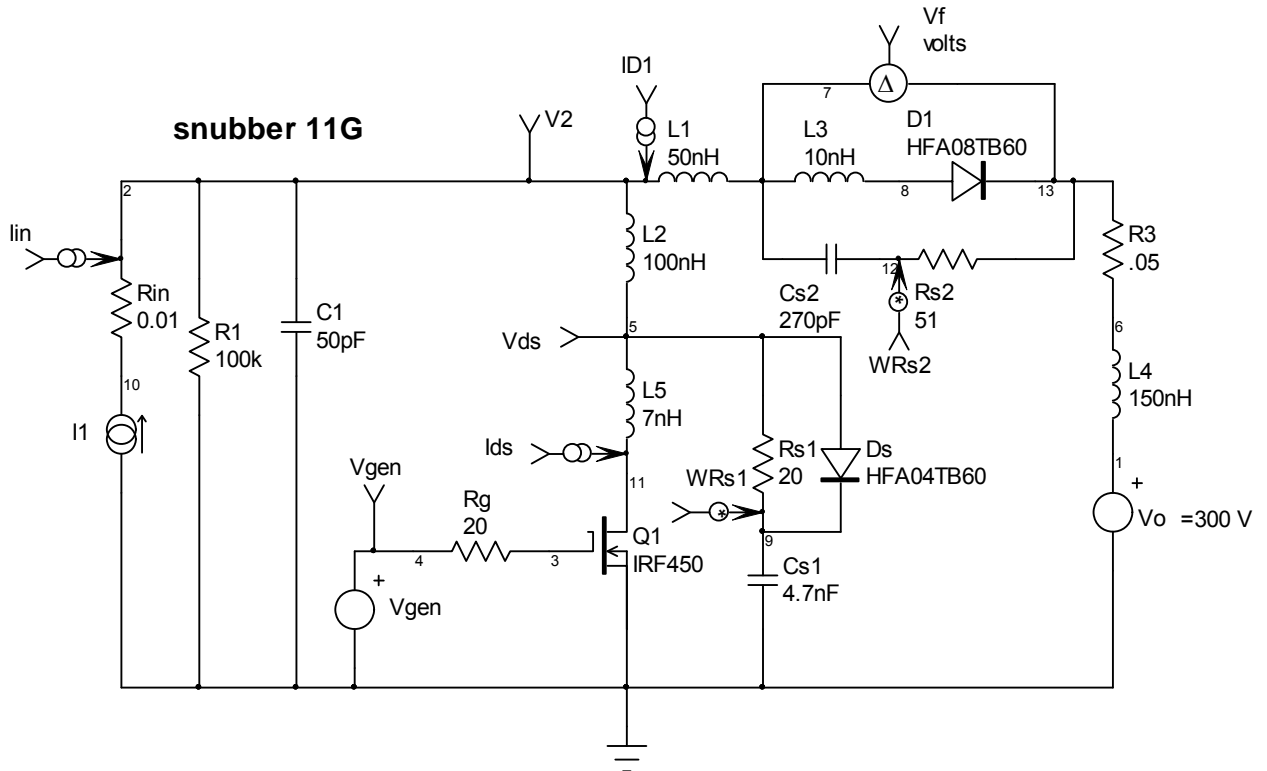 Vf
volts
ID1
7
Δ
snubber 11G
V2
L1
50nH
L3
10nH
D1
HFA08TB60
2
8
13
Iin
L2
100nH
R3
.05
Rin
0.01
R1
100k
C1
50pF
12
Cs2
270pF
Rs2
51
*
WRs2
Vds
5
6
10
I1
L5
7nH
L4
150nH
Ids
Rs1
20
Ds
HFA04TB60
WRs1
*
Vgen
11
1
+
Vo =300 V
Rg
20
4
3
Q1
IRF450
9
Cs1
4.7nF
+
Vgen